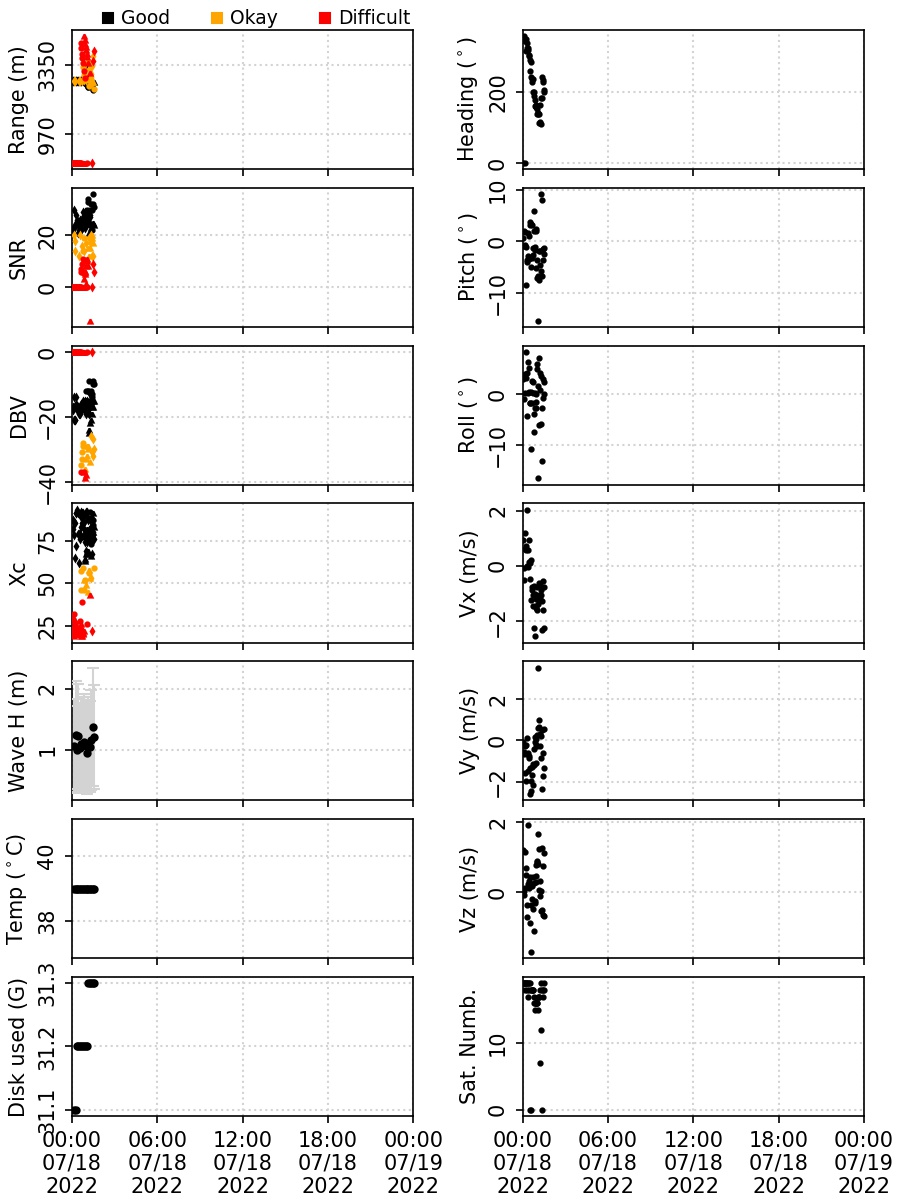 Good Okay Difficult
Range (m)
3350
970
Heading (°)
200
0
SNR
20
0
Pitch (°)
10
0
−10
DBV
0
−20
−40
Roll (°)
0
−10
Xc
75
50
25
Vx (m/s)
2
0
−2
Wave H (m)
2
1
Vy (m/s)
2
0
−2
Temp (°C)
40
38
Vz (m/s)
2
0
Disk used (G)
31.3
31.2
31.1
Sat. Numb.
10
0
00:00 06:00 12:00 18:00 00:00
07/18 07/18 07/18 07/18 07/19
2022 2022 2022 2022 2022
00:00 06:00 12:00 18:00 00:00
07/18 07/18 07/18 07/18 07/19
2022 2022 2022 2022 2022